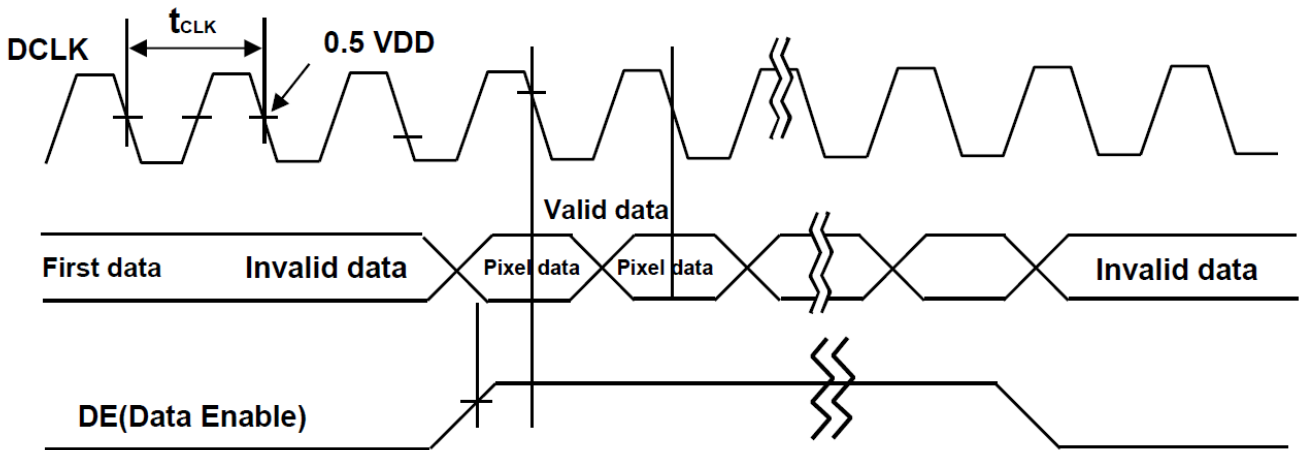 tCLK
DCLK
0.5 VDD
Valid data
First data
Invalid data
Pixel data
Pixel data
Invalid data
DE(Data Enable)